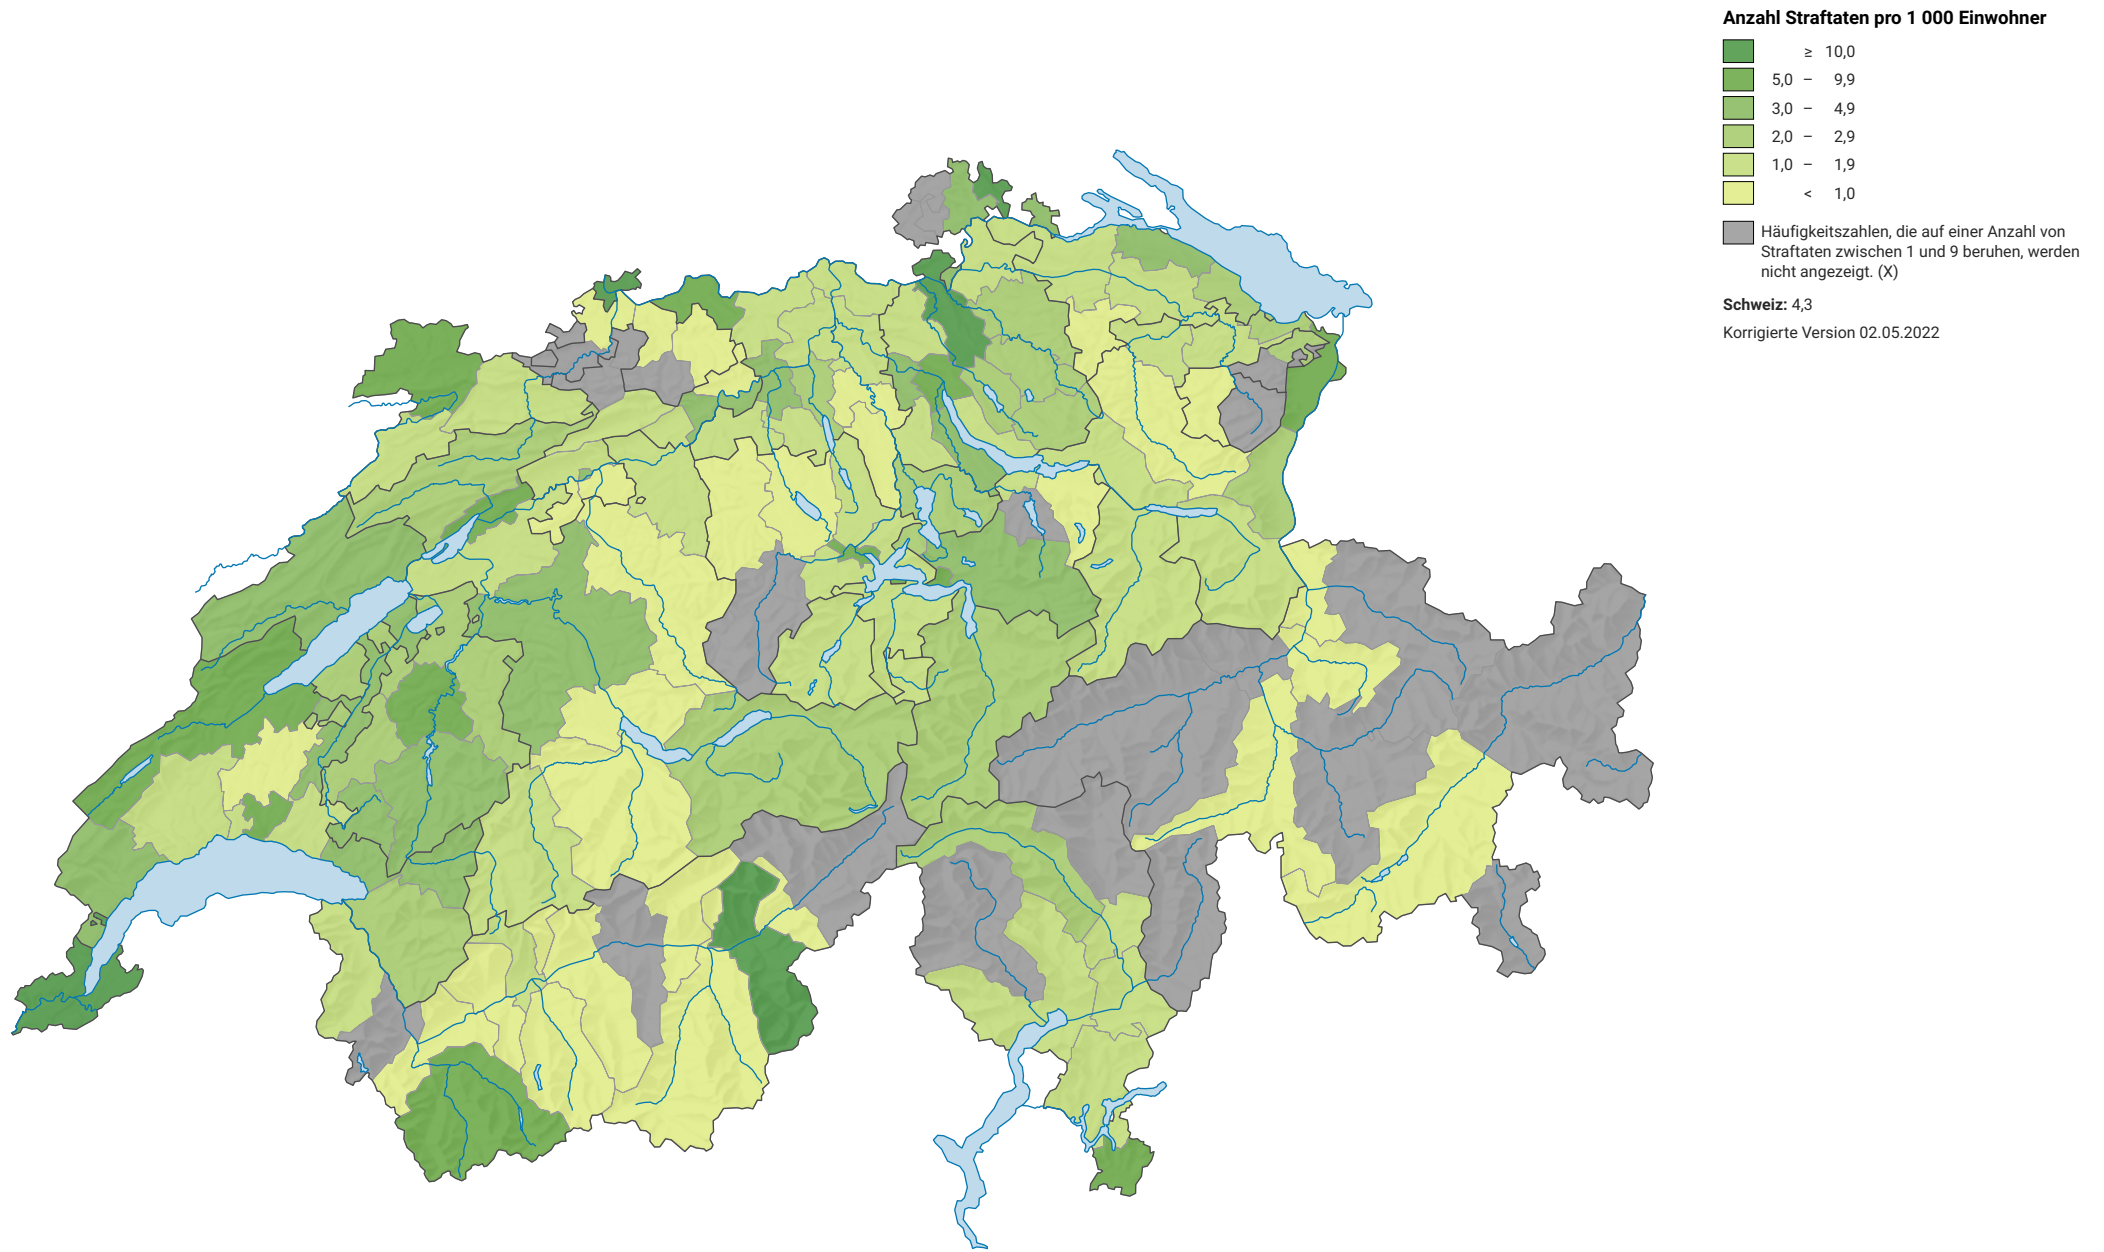 Anzahl Straftaten pro 1 000 Einwohner
≥ 10,0
5,0 – 9,9
3,0 – 4,9
2,0 – 2,9
1,0 – 1,9
< 1,0
Häufigkeitszahlen, die auf einer Anzahl von
Straftaten zwischen 1 und 9 beruhen, werden
nicht angezeigt. (X)
Schweiz: 4,3
Korrigierte Version 02.05.2022